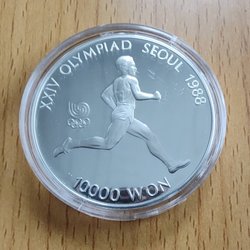 XXIV OLYMPIAD SEOUL 1988
10000 WON